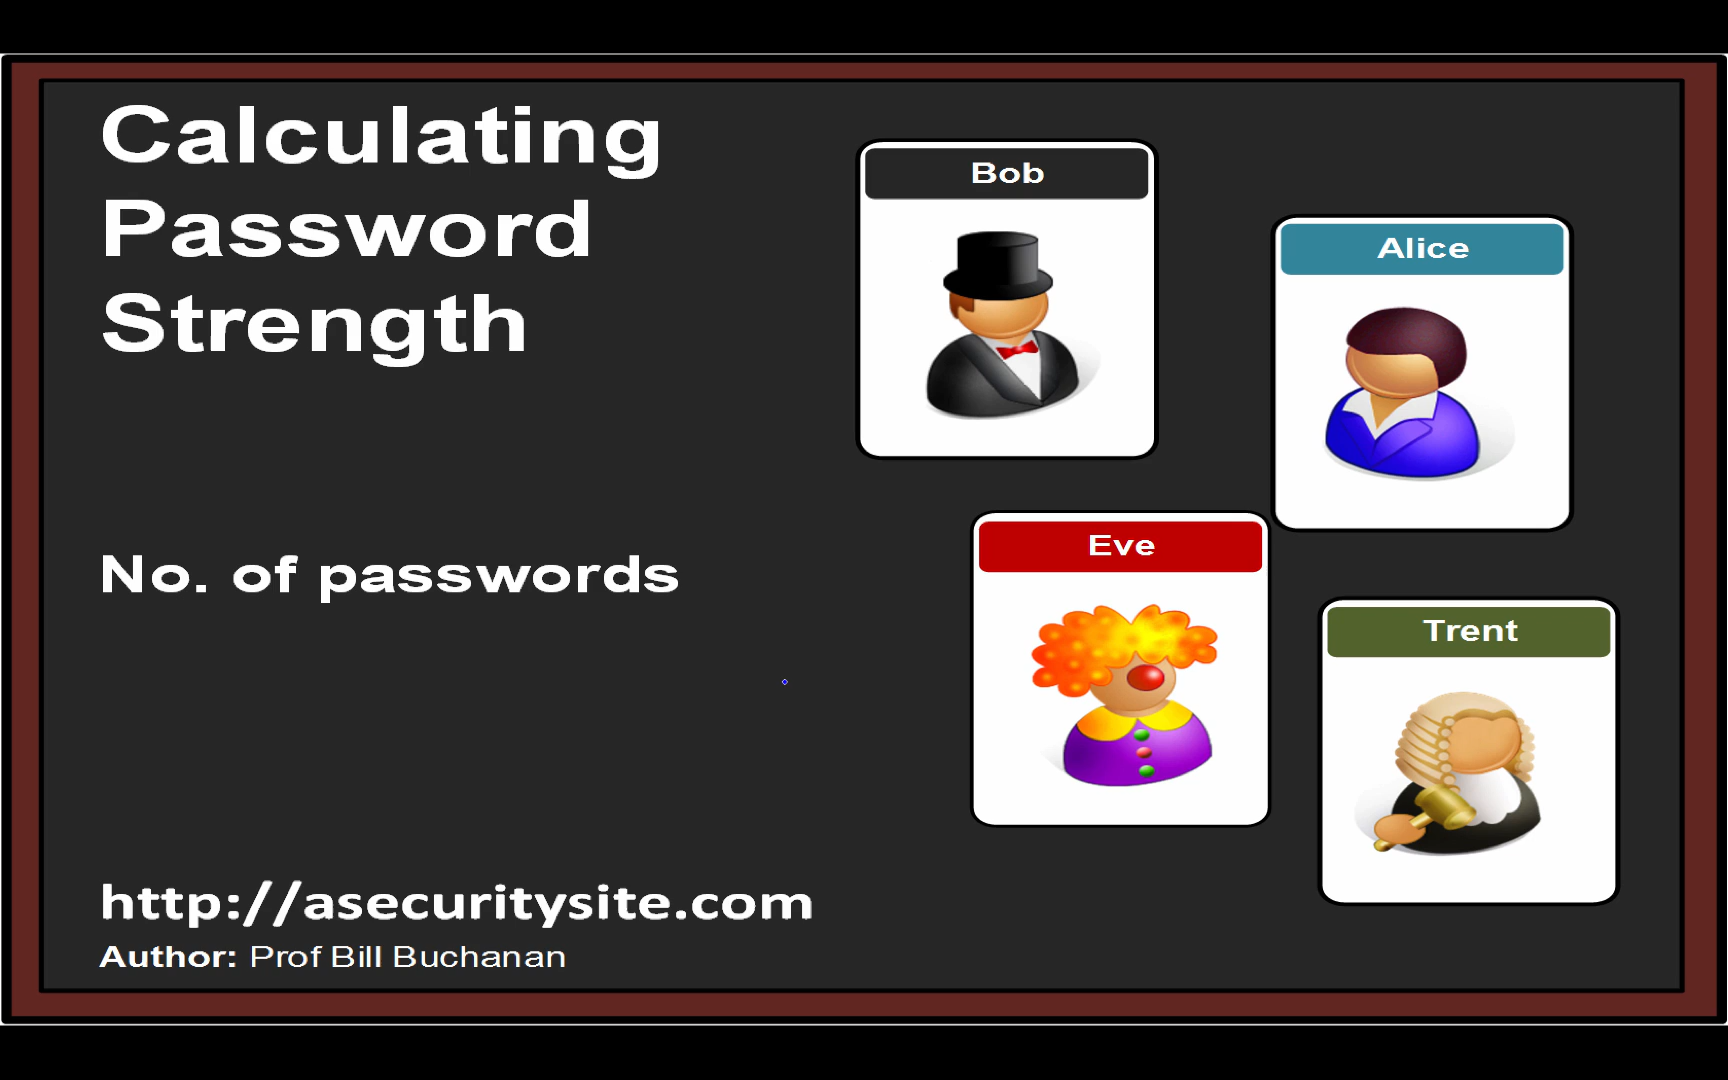 Calculating
Password
Strength
No. of passwords
http://asecuritysite.com
Author: Prof Bill Buchanan
Bob
Alice
Eve
Trent